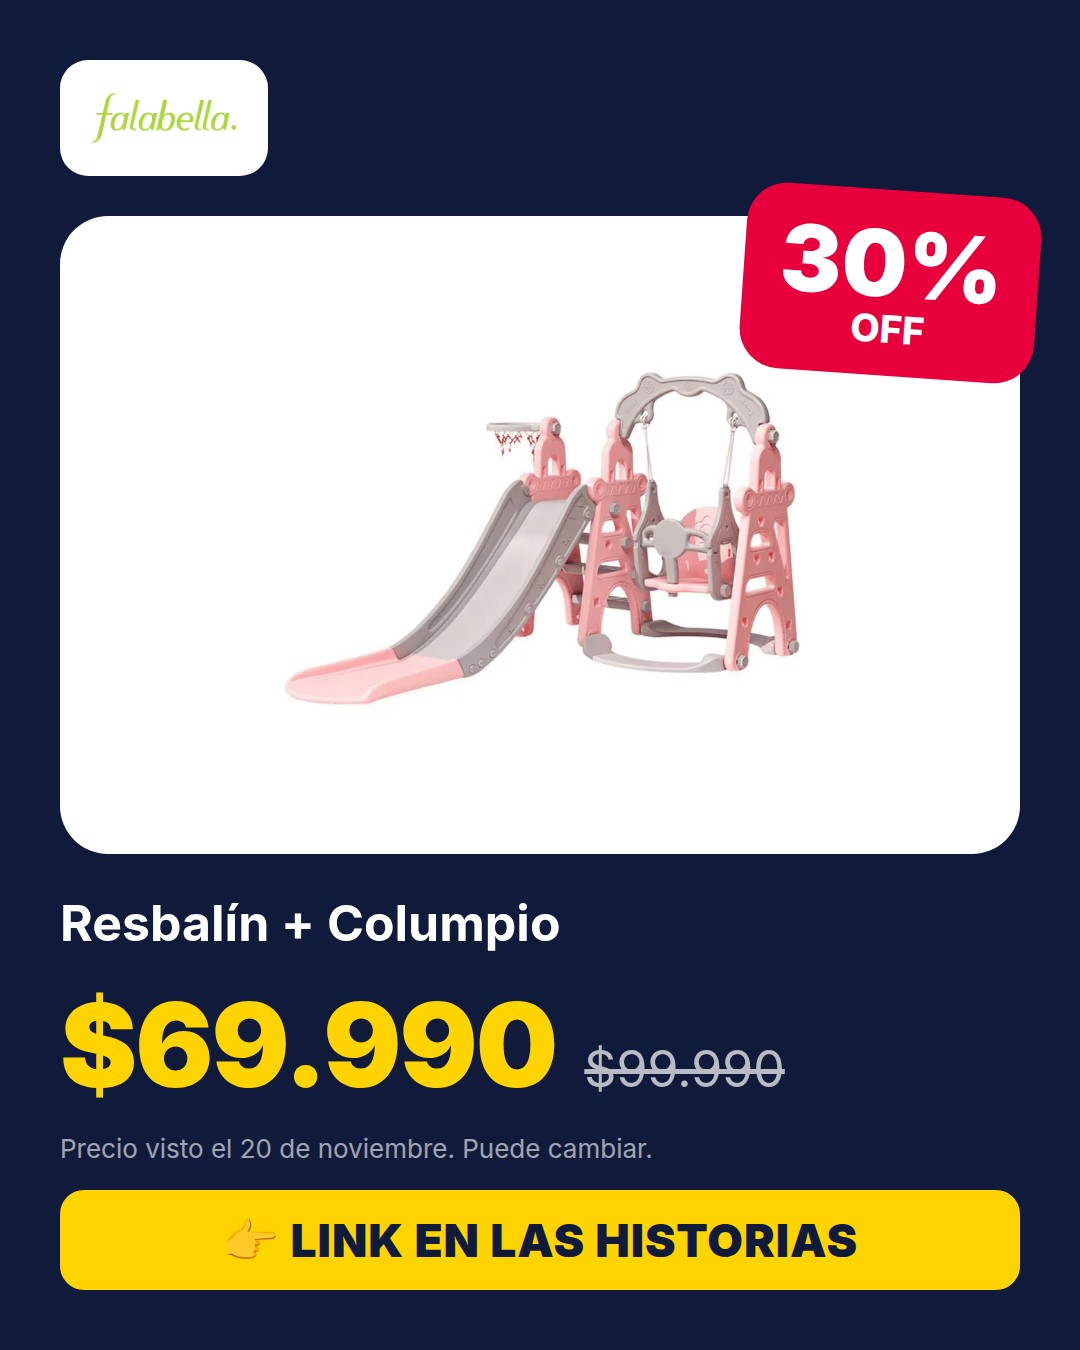 falabella.
30%
OFF
Resbalín + Columpio
$69.990 $99.990
Precio visto el 20 de noviembre. Puede cambiar.
👉 LINK EN LAS HISTORIAS